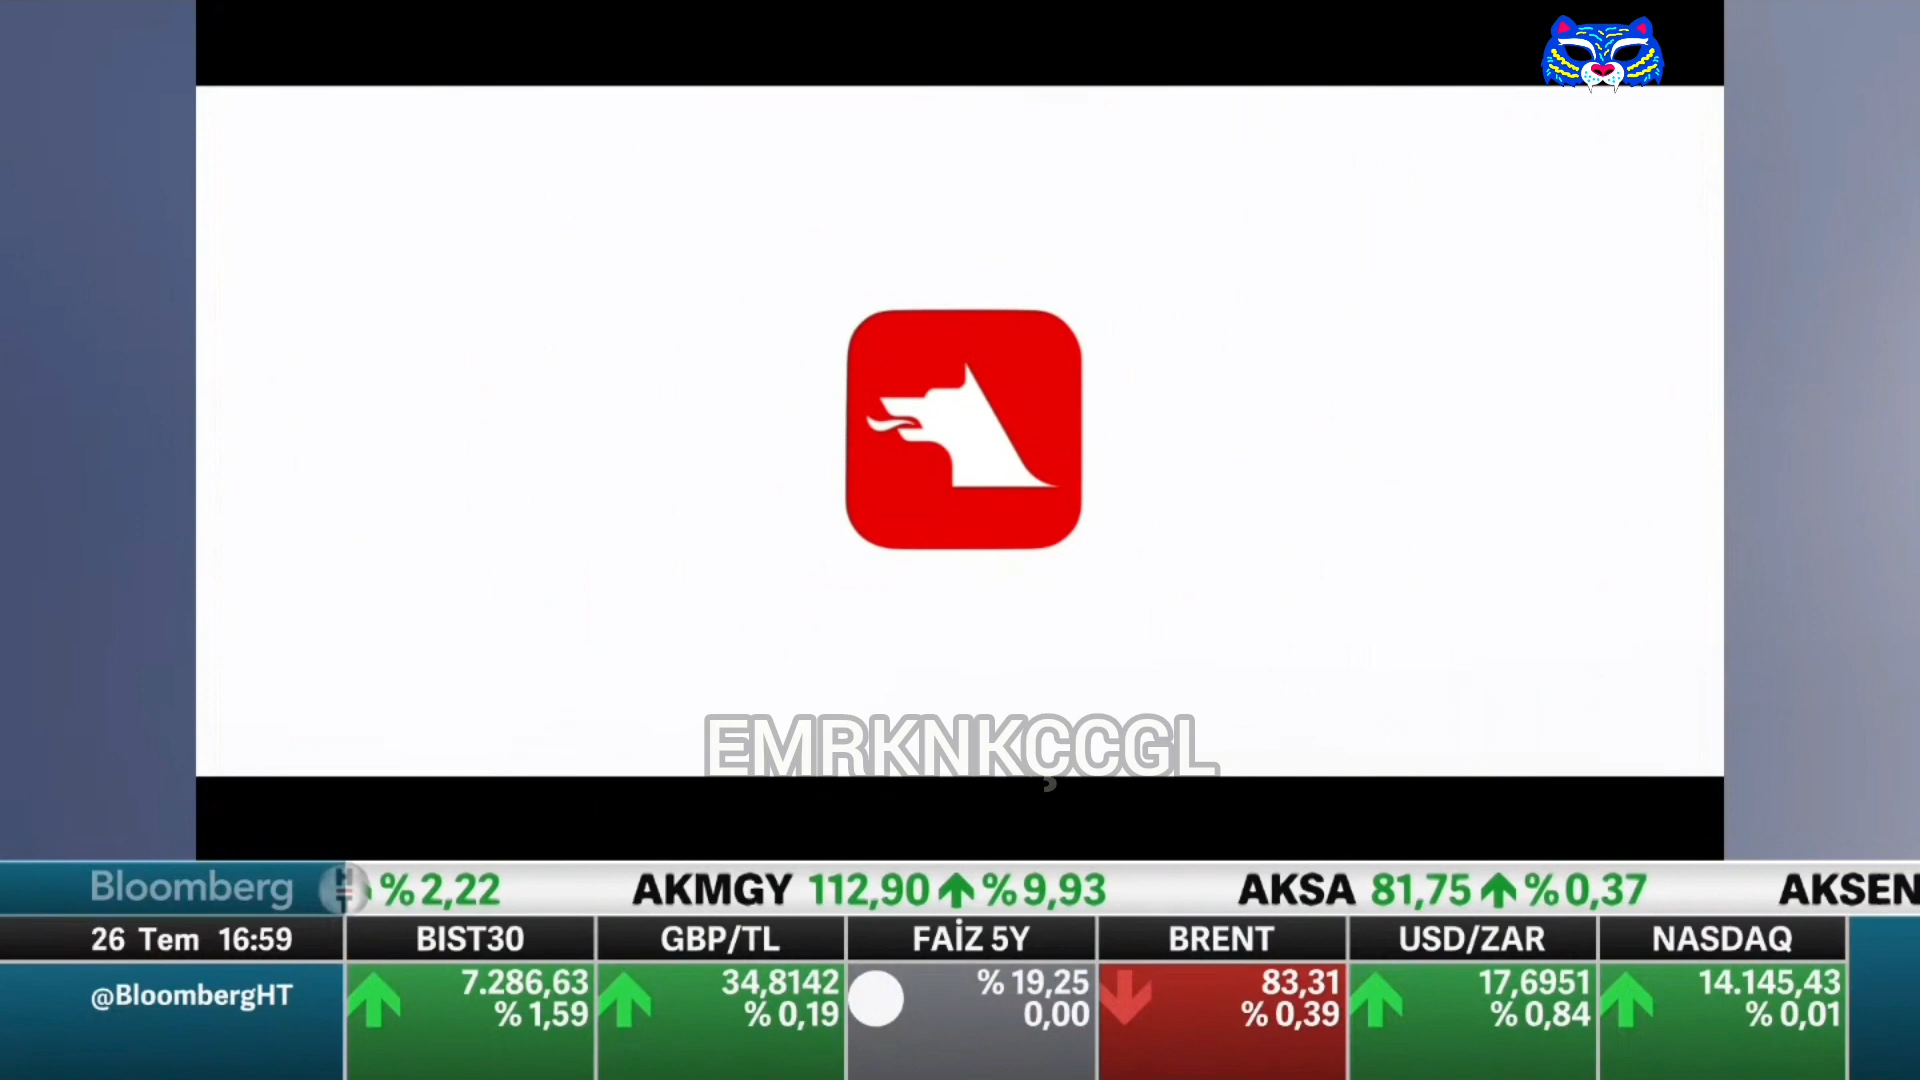 EMRKNKÇCGL
Bloomberg HT
%2,22 AKMGY 112,90 %9,93 AKSA 81,75 %0,37 AKSEN
26 Tem 16:59 BIST30 GBP/TL FAİZ 5Y BRENT USD/ZAR NASDAQ
@BloombergHT 7.286,63 34,8142 % 19,25 83,31 17,6951 14.145,43
% 1,59 % 0,19 0,00 % 0,39 % 0,84 % 0,01